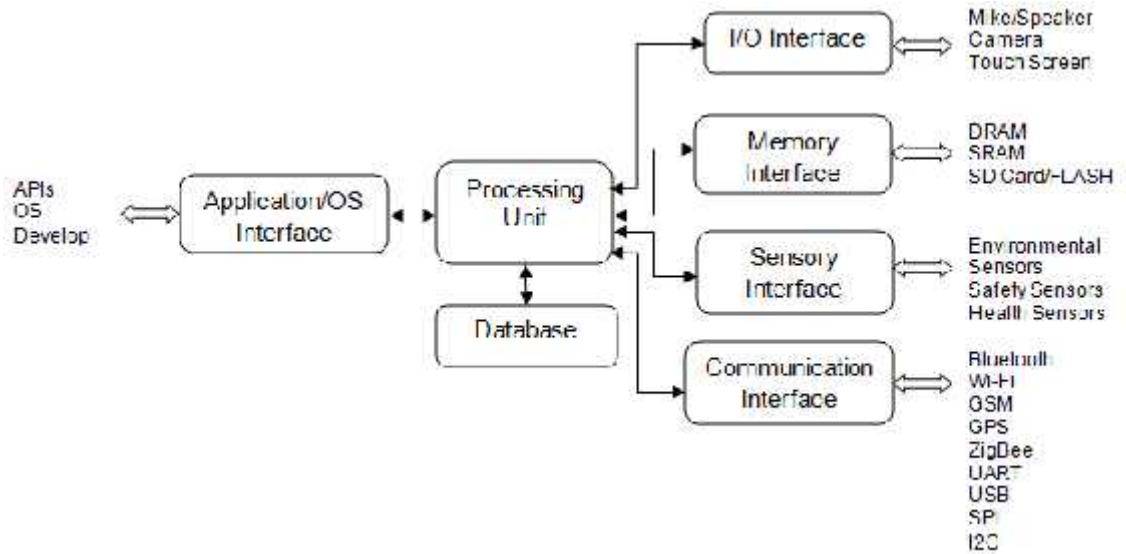 APIs
OS
Develop
Application/OS
Interface
Processing
Unit
Database
I/O Interface
Mike/Speaker
Camera
Touch Screen
Memory
Interface
DRAM
SRAM
SD Card/FLASH
Sensory
Interface
Environmental
Sensors
Safety Sensors
Health Sensors
Communication
Interface
Bluetooth
Wi-Fi
GSM
GPS
ZigBee
UART
USB
SPI
I2C